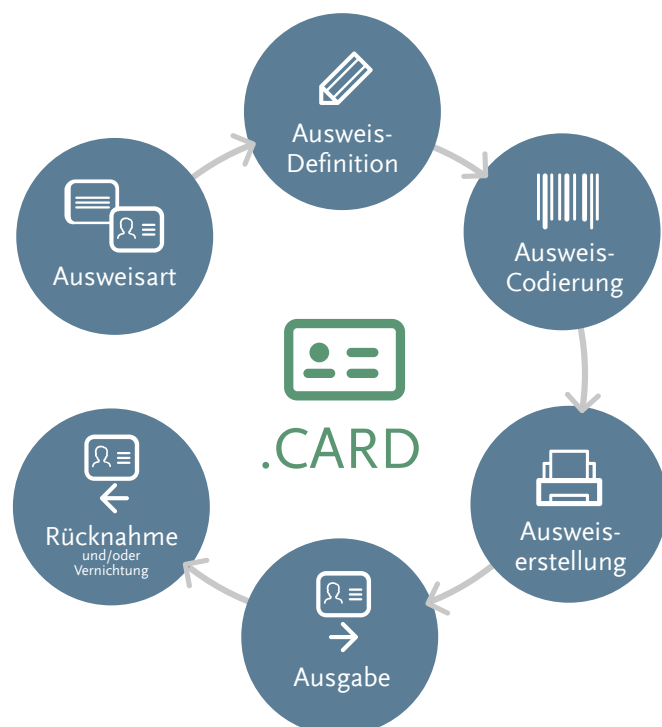 Ausweisart
Ausweis-
Definition
Ausweis-
Codierung
Ausweis-
erstellung
Ausgabe
Rücknahme
und/oder
Vernichtung
.CARD